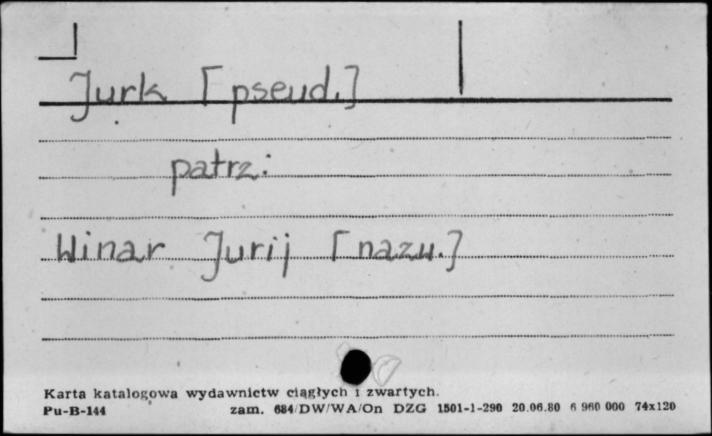 Jurk [pseud.]
patrz:
Winar Jurij [nazw.]
Karta katalogowa wydawnictw ciągłych i zwartych.
Pu-B-144 zam. 684/DW/WA/On DZG 1501-1-290 20.06.80 6 960 000 74x120